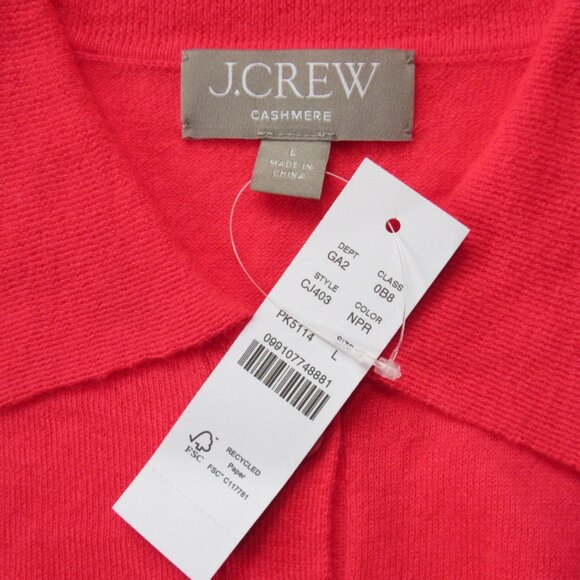 J.CREW
CASHMERE
L
MADE IN
CHINA
DEPT CLASS
GA2 0B8
STYLE COLOR
CJ403 NPR
PK5114 L
099107748881
FSC
RECYCLED
Paper
FSC® C117781